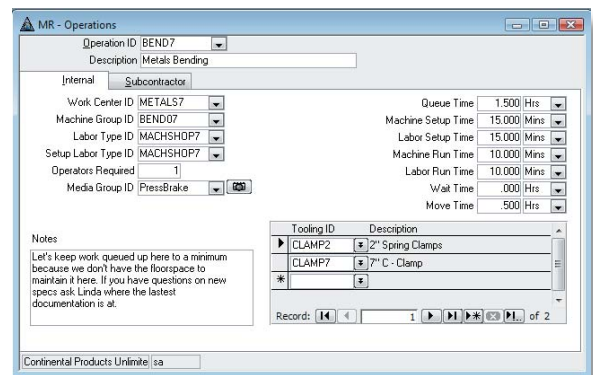 MR - Operations
Operation ID BEND7
Description Metals Bending
Internal Subcontractor
Work Center ID METALS7
Machine Group ID BEND07
Labor Type ID MACHSHOP7
Setup Labor Type ID MACHSHOP7
Operators Required 1
Media Group ID PressBrake
Queue Time 1.500 Hrs
Machine Setup Time 15.000 Mins
Labor Setup Time 15.000 Mins
Machine Run Time 10.000 Mins
Labor Run Time 10.000 Mins
Wait Time .000 Hrs
Move Time .500 Hrs
Notes
Let's keep work queued up here to a minimum
because we don't have the floorspace to
maintain it here. If you have questions on new
specs ask Linda where the lastest
documentation is at.
Tooling ID Description
CLAMP2 2" Spring Clamps
CLAMP7 7" C - Clamp
Record: 1 of 2
Continental Products Unlimite sa